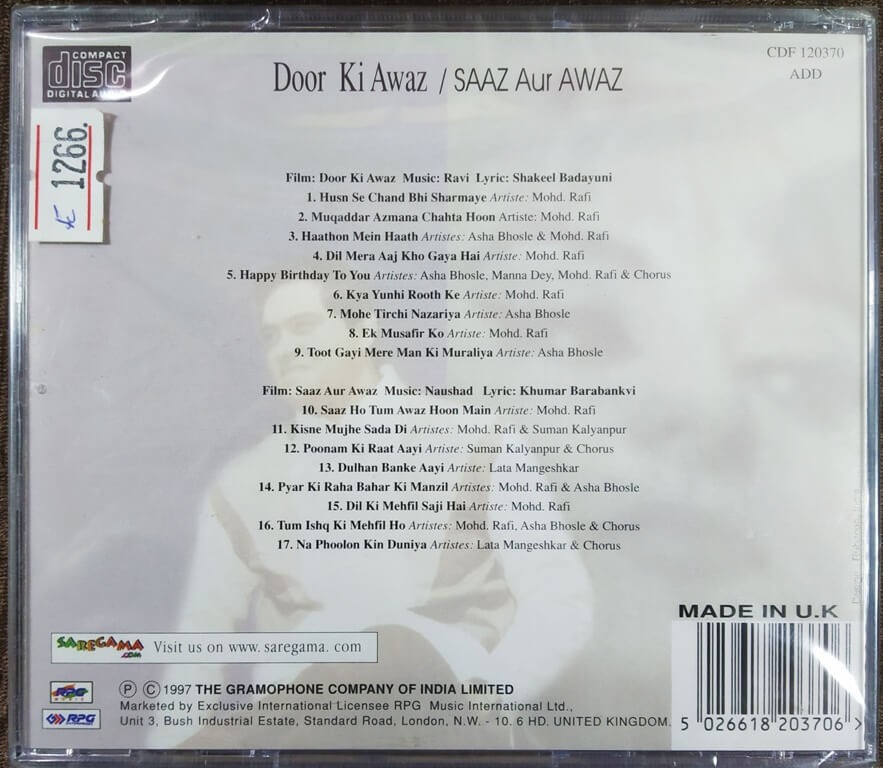 COMPACT
disc
DIGITAL AUDIO
Door Ki Awaz / SAAZ Aur AWAZ
CDF 120370
ADD
1266.
Film: Door Ki Awaz Music: Ravi Lyric: Shakeel Badayuni
1. Husn Se Chand Bhi Sharmaye Artiste: Mohd. Rafi
2. Muqaddar Azmana Chahta Hoon Artiste: Mohd. Rafi
3. Haathon Mein Haath Artistes: Asha Bhosle & Mohd. Rafi
4. Dil Mera Aaj Kho Gaya Hai Artiste: Mohd. Rafi
5. Happy Birthday To You Artistes: Asha Bhosle, Manna Dey, Mohd. Rafi & Chorus
6. Kya Yunhi Rooth Ke Artiste: Mohd. Rafi
7. Mohe Tirchi Nazariya Artiste: Asha Bhosle
8. Ek Musafir Ko Artiste: Mohd. Rafi
9. Toot Gayi Mere Man Ki Muraliya Artiste: Asha Bhosle
Film: Saaz Aur Awaz Music: Naushad Lyric: Khumar Barabankvi
10. Saaz Ho Tum Awaz Hoon Main Artiste: Mohd. Rafi
11. Kisne Mujhe Sada Di Artistes: Mohd. Rafi & Suman Kalyanpur
12. Poonam Ki Raat Aayi Artiste: Suman Kalyanpur & Chorus
13. Dulhan Banke Aayi Artiste: Lata Mangeshkar
14. Pyar Ki Raha Bahar Ki Manzil Artistes: Mohd. Rafi & Asha Bhosle
15. Dil Ki Mehfil Saji Hai Artiste: Mohd. Rafi
16. Tum Ishq Ki Mehfil Ho Artistes: Mohd. Rafi, Asha Bhosle & Chorus
17. Na Phoolon Kin Duniya Artistes: Lata Mangeshkar & Chorus
MADE IN U.K
SAREGAMA .COM Visit us on www. saregama. com
RPG MUSIC
RPG
Ⓟ © 1997 THE GRAMOPHONE COMPANY OF INDIA LIMITED
Marketed by Exclusive International Licensee RPG Music International Ltd.,
Unit 3, Bush Industrial Estate, Standard Road, London, N.W. - 10. 6 HD. UNITED KINGDOM.
5 026618 203706 >